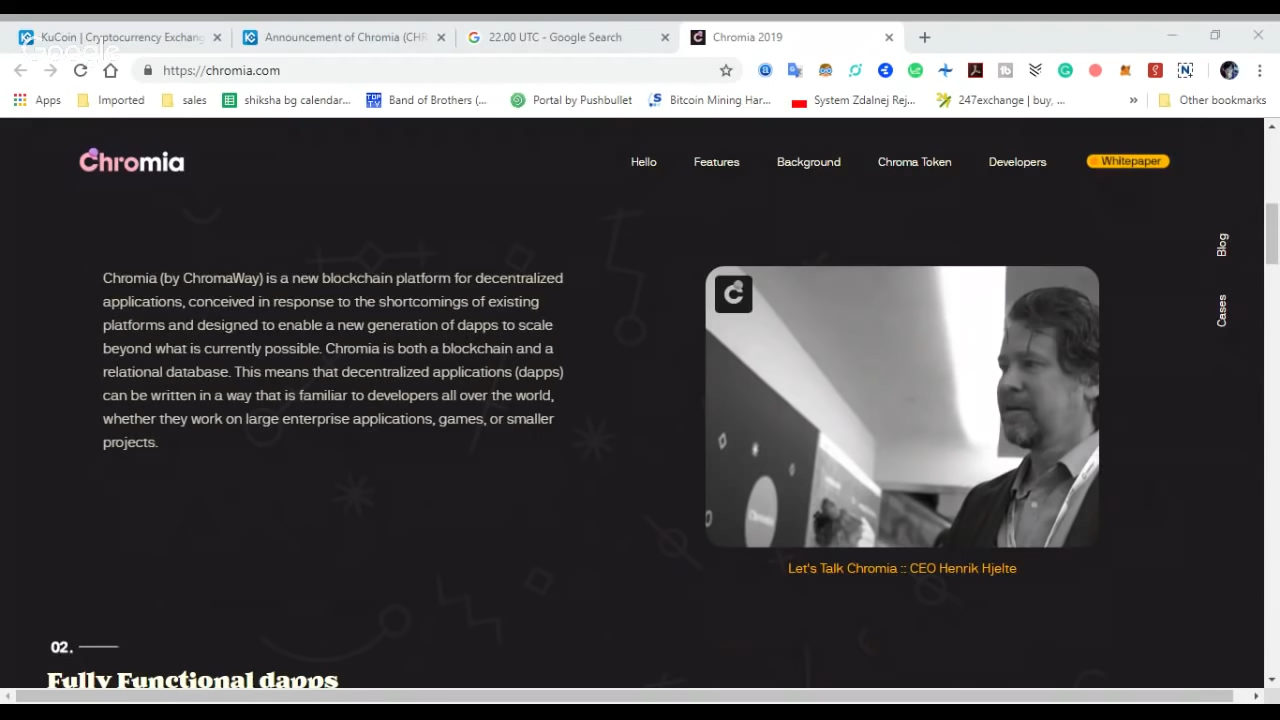 KuCoin | Cryptocurrency Exchang
Announcement of Chromia (CHR
22.00 UTC - Google Search
Chromia 2019
Google
https://chromia.com
Apps
Imported
sales
shiksha bg calendar...
Band of Brothers (...
Portal by Pushbullet
Bitcoin Mining Har...
System Zdalnej Rej...
247exchange | buy, ...
Other bookmarks
Chromia
Hello
Features
Background
Chroma Token
Developers
Whitepaper
Blog
Cases
Chromia (by ChromaWay) is a new blockchain platform for decentralized
applications, conceived in response to the shortcomings of existing
platforms and designed to enable a new generation of dapps to scale
beyond what is currently possible. Chromia is both a blockchain and a
relational database. This means that decentralized applications (dapps)
can be written in a way that is familiar to developers all over the world,
whether they work on large enterprise applications, games, or smaller
projects.
Chromia
Let's Talk Chromia :: CEO Henrik Hjelte
02.
Fully Functional dapps